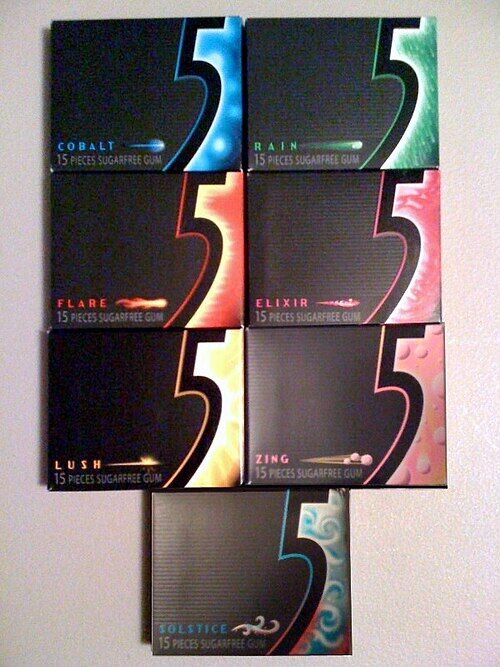 5
COBALT
15 PIECES SUGARFREE GUM
5
RAIN
15 PIECES SUGARFREE GUM
5
FLARE
15 PIECES SUGARFREE GUM
5
ELIXIR
15 PIECES SUGARFREE GUM
5
LUSH
15 PIECES SUGARFREE GUM
5
ZING
15 PIECES SUGARFREE GUM
5
SOLSTICE
15 PIECES SUGARFREE GUM